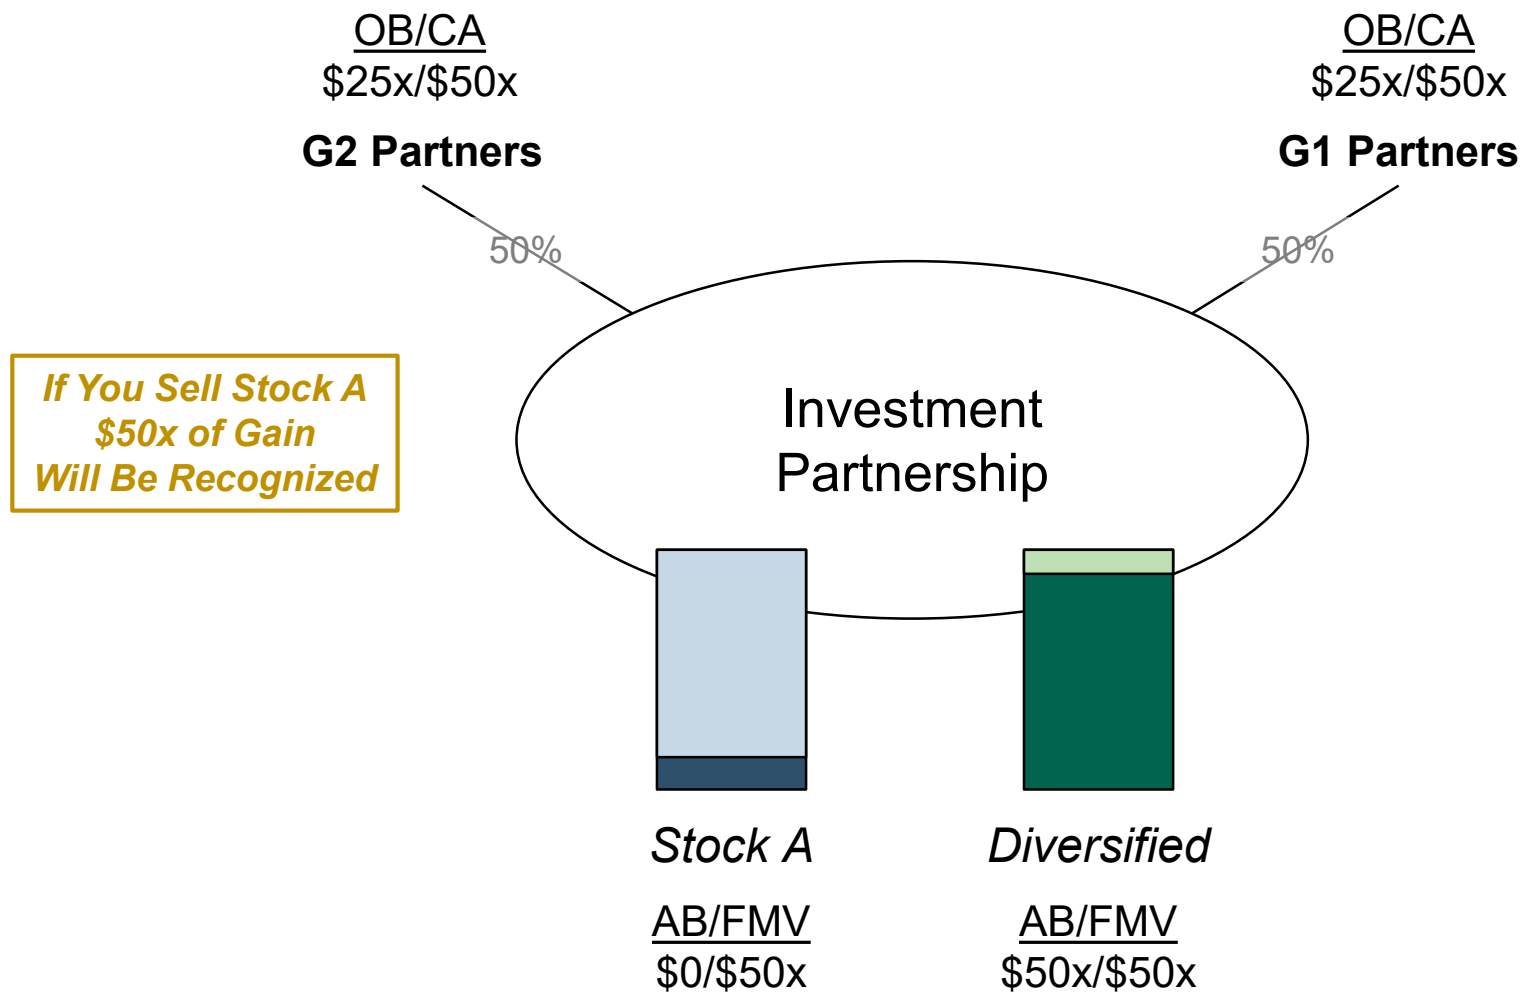 OB/CA
$25x/$50x
G2 Partners
50%
OB/CA
$25x/$50x
G1 Partners
50%
If You Sell Stock A
$50x of Gain
Will Be Recognized
Investment
Partnership
Stock A
AB/FMV
$0/$50x
Diversified
AB/FMV
$50x/$50x